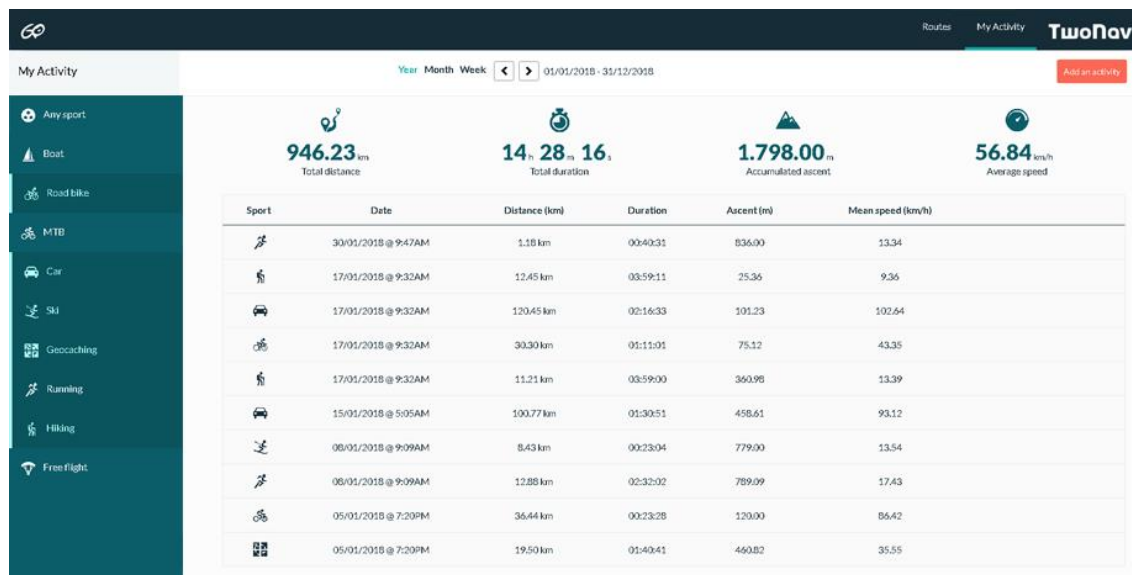 GO
Routes My Activity TwoNav
My Activity
Year Month Week 01/01/2018 - 31/12/2018
Add an activity
Any sport
Boat
Road bike
MTB
Car
Ski
Geocaching
Running
Hiking
Free flight
946.23 km
Total distance
14 h 28 m 16 s
Total duration
1.798.00 m
Accumulated ascent
56.84 km/h
Average speed
Sport Date Distance (km) Duration Ascent (m) Mean speed (km/h)
30/01/2018 @ 9:47AM 1.18 km 00:40:31 836.00 13.34
17/01/2018 @ 9:32AM 12.45 km 03:59:11 25.36 9.36
17/01/2018 @ 9:32AM 120.45 km 02:16:33 101.23 102.64
17/01/2018 @ 9:32AM 30.30 km 01:11:01 75.12 43.35
17/01/2018 @ 9:32AM 11.21 km 03:59:00 360.98 13.39
15/01/2018 @ 5:05AM 100.77 km 01:30:51 458.61 93.12
08/01/2018 @ 9:09AM 8.43 km 00:23:04 779.00 13.54
08/01/2018 @ 9:09AM 12.88 km 02:32:02 789.09 17.43
05/01/2018 @ 7:20PM 36.44 km 00:23:28 120.00 86.42
05/01/2018 @ 7:20PM 19.50 km 01:40:41 460.82 35.55